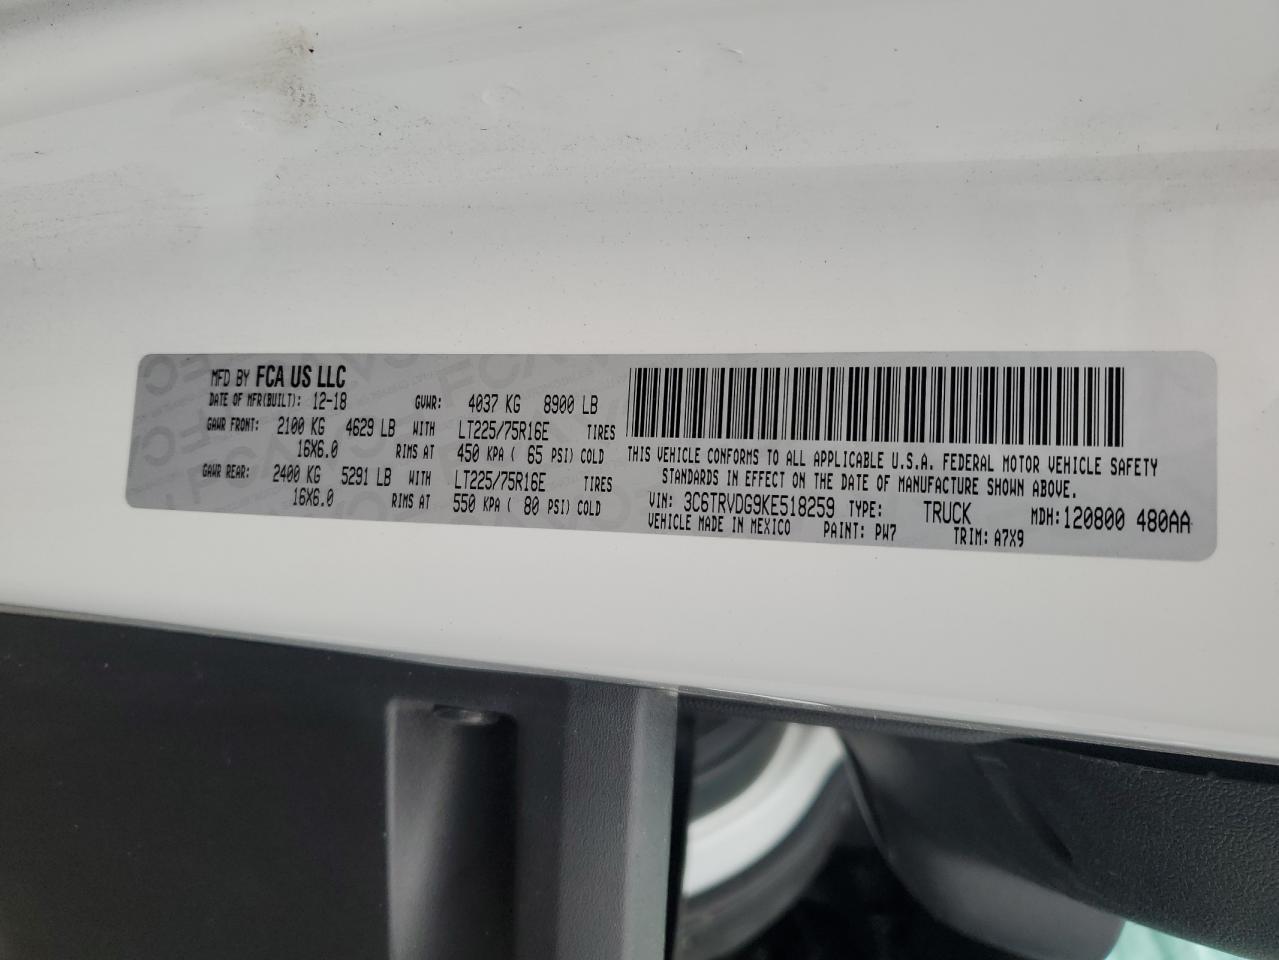 MFD BY FCA US LLC
DATE OF MFR(BUILT): 12-18 GVWR: 4037 KG 8900 LB
GAWR FRONT: 2100 KG 4629 LB WITH LT225/75R16E TIRES
16X6.0 RIMS AT 450 KPA ( 65 PSI) COLD
GAWR REAR: 2400 KG 5291 LB WITH LT225/75R16E TIRES
16X6.0 RIMS AT 550 KPA ( 80 PSI) COLD
THIS VEHICLE CONFORMS TO ALL APPLICABLE U.S.A. FEDERAL MOTOR VEHICLE SAFETY
STANDARDS IN EFFECT ON THE DATE OF MANUFACTURE SHOWN ABOVE.
VIN: 3C6TRVDG9KE518259 TYPE: TRUCK MDH: 120800 480AA
VEHICLE MADE IN MEXICO PAINT: PW7 TRIM: A7X9